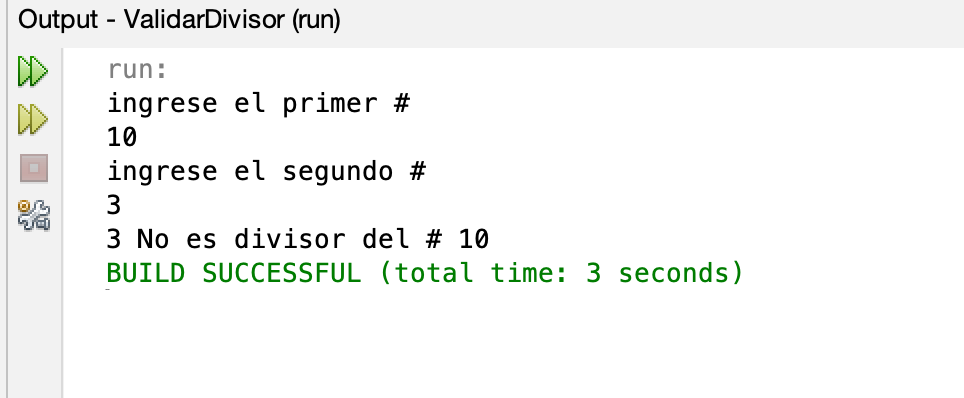 Output - ValidarDivisor (run)
run:
ingrese el primer #
10
ingrese el segundo #
3
3 No es divisor del # 10
BUILD SUCCESSFUL (total time: 3 seconds)